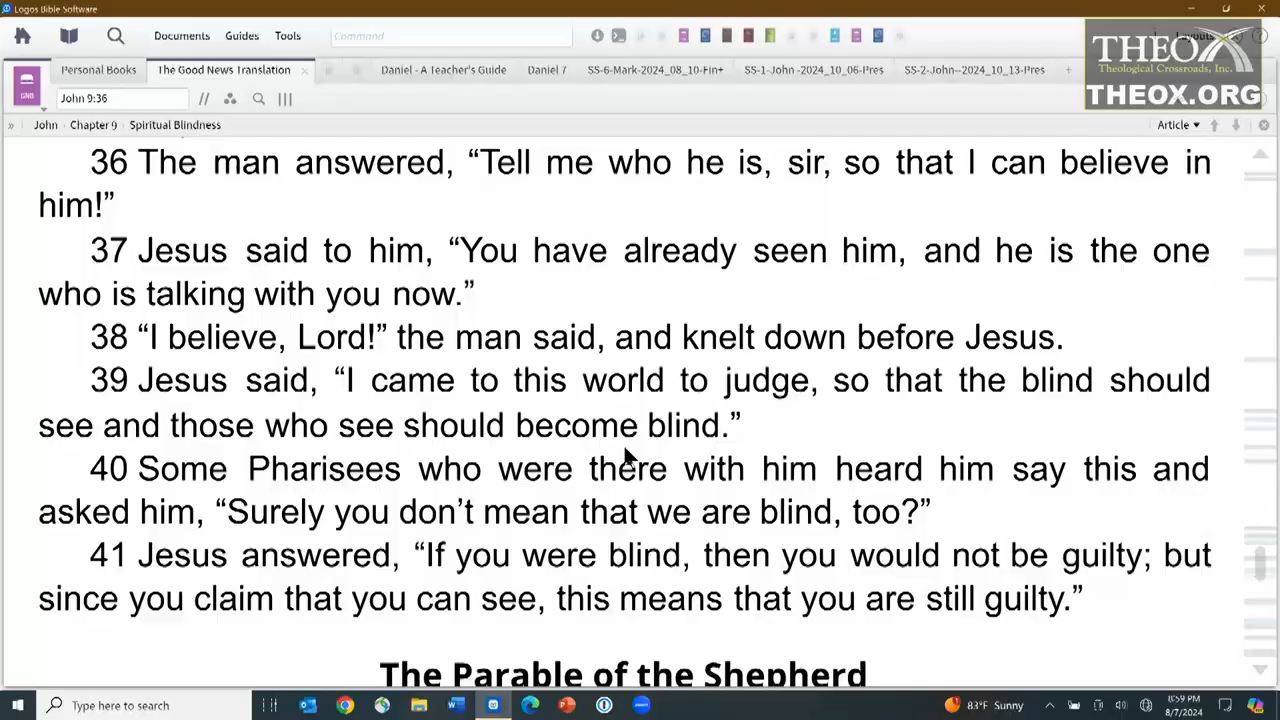 Logos Bible Software
Documents Guides Tools Command Layouts
THEOX
Theological Crossroads, Inc.
THEOX.ORG
Personal Books The Good News Translation Daniel 7 SS-6-Mark-2024_08_10-Fin+ SS-1-John -2024_10_06-Pres SS-2-John--2024_10_13-Pres
GNB John 9:36
John Chapter 9 Spiritual Blindness Article
36 The man answered, “Tell me who he is, sir, so that I can believe in
him!”
37 Jesus said to him, “You have already seen him, and he is the one
who is talking with you now.”
38 “I believe, Lord!” the man said, and knelt down before Jesus.
39 Jesus said, “I came to this world to judge, so that the blind should
see and those who see should become blind.”
40 Some Pharisees who were there with him heard him say this and
asked him, “Surely you don’t mean that we are blind, too?”
41 Jesus answered, “If you were blind, then you would not be guilty; but
since you claim that you can see, this means that you are still guilty.”
The Parable of the Shepherd
Type here to search 83°F Sunny 8:59 PM
8/7/2024